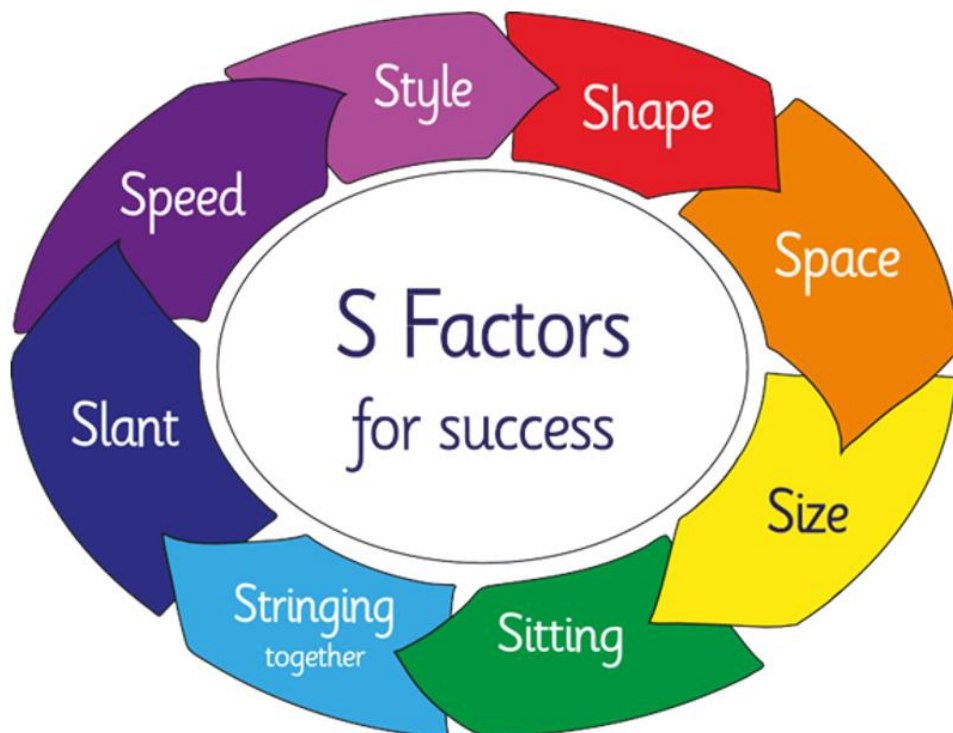 S Factors
for success
Style
Shape
Space
Size
Sitting
Stringing
together
Slant
Speed